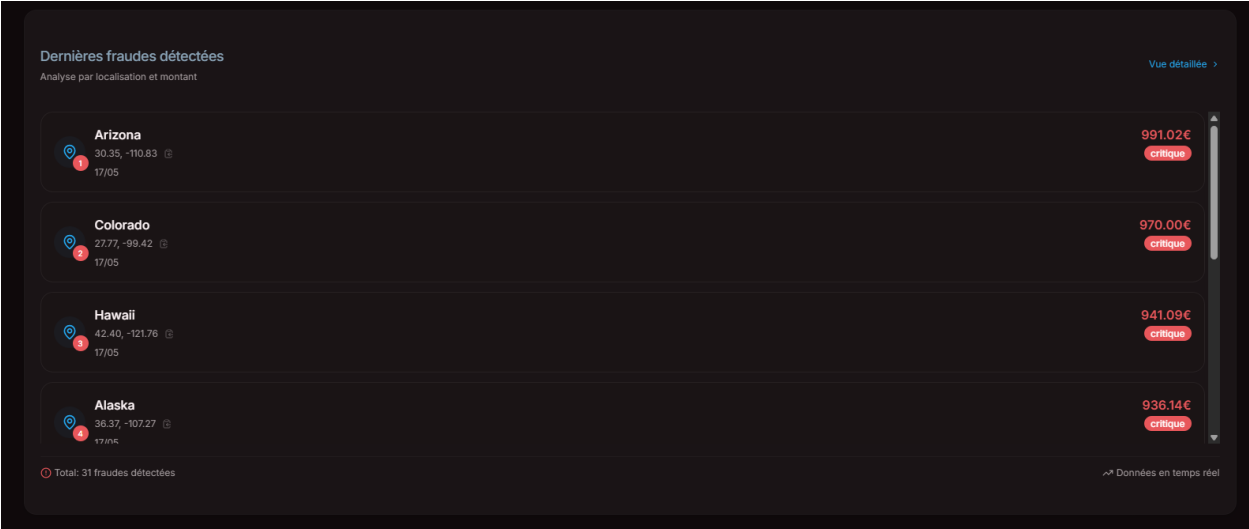 Dernières fraudes détectées
Analyse par localisation et montant
Vue détaillée
Arizona
30.35, -110.83
17/05
1
991.02€
critique
Colorado
27.77, -99.42
17/05
2
970.00€
critique
Hawaii
42.40, -121.76
17/05
3
941.09€
critique
Alaska
36.37, -107.27
17/05
4
936.14€
critique
Total: 31 fraudes détectées
Données en temps réel